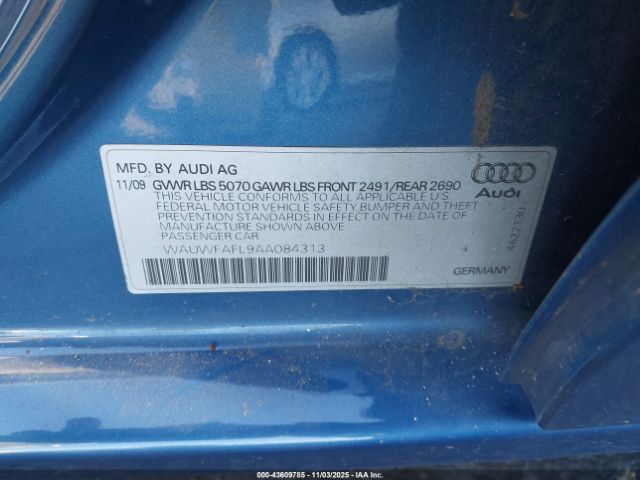 MFD. BY AUDI AG
11/09 GVWR LBS 5070 GAWR LBS FRONT 2491/REAR 2690
THIS VEHICLE CONFORMS TO ALL APPLICABLE U.S
FEDERAL MOTOR VEHICLE SAFETY BUMPER AND THEFT
PREVENTION STANDARDS IN EFFECT ON THE DATE OF
MANUFACTURE SHOWN ABOVE
PASSENGER CAR
WAUWFAFL9AA084313
Audi
4622130
GERMANY
000-43609785 - 11/03/2025 - IAA Inc.